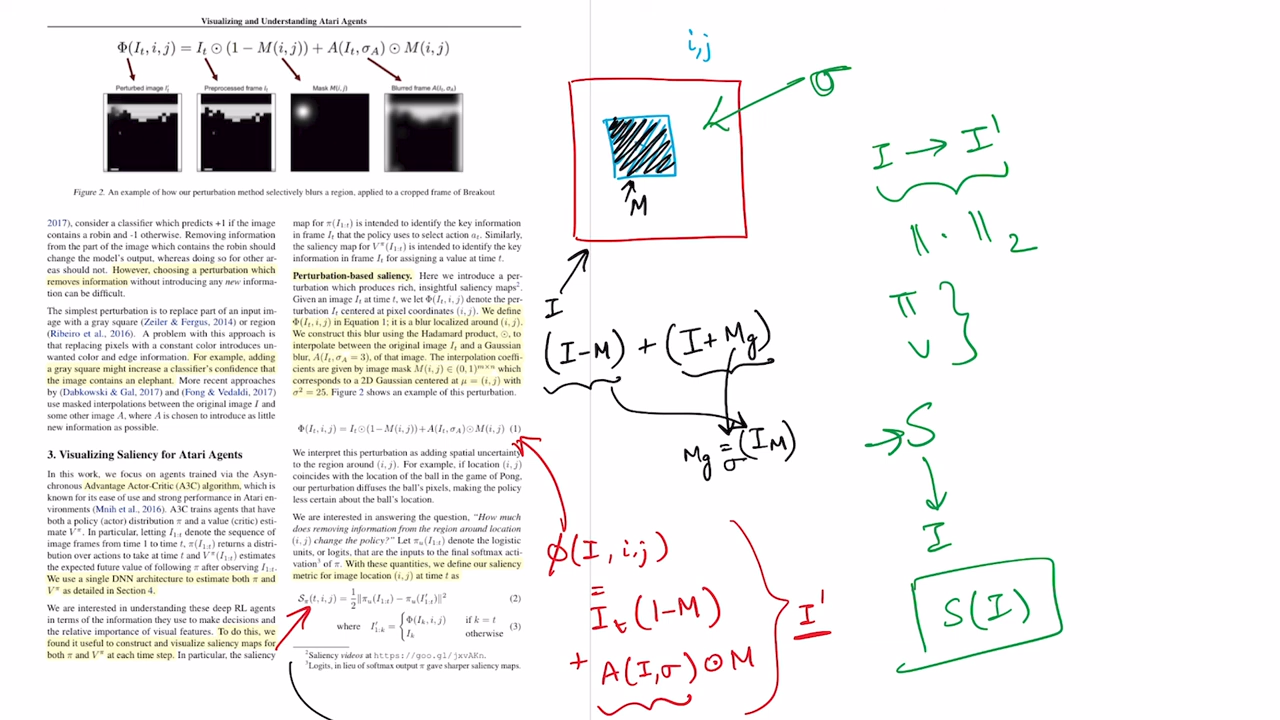 Visualizing and Understanding Atari Agents
Φ(I_t, i, j) = I_t ⊙ (1 − M(i, j)) + A(I_t, σ_A) ⊙ M(i, j)
Perturbed image I'_t
Preprocessed frame I_t
Mask M(i, j)
Blurred frame A(I_t, σ_A)
Figure 2. An example of how our perturbation method selectively blurs a region, applied to a cropped frame of Breakout
2017), consider a classifier which predicts +1 if the image
contains a robin and -1 otherwise. Removing information
from the part of the image which contains the robin should
change the model's output, whereas doing so for other ar-
eas should not. However, choosing a perturbation which
removes information without introducing any new informa-
tion can be difficult.
The simplest perturbation is to replace part of an input im-
age with a gray square (Zeiler & Fergus, 2014) or region
(Ribeiro et al., 2016). A problem with this approach is
that replacing pixels with a constant color introduces un-
wanted color and edge information. For example, adding
a gray square might increase a classifier's confidence that
the image contains an elephant. More recent approaches
by (Dabkowski & Gal, 2017) and (Fong & Vedaldi, 2017)
use masked interpolations between the original image I and
some other image A, where A is chosen to introduce as little
new information as possible.
3. Visualizing Saliency for Atari Agents
In this work, we focus on agents trained via the Asyn-
chronous Advantage Actor-Critic (A3C) algorithm, which is
known for its ease of use and strong performance in Atari en-
vironments (Mnih et al., 2016). A3C trains agents that have
both a policy (actor) distribution π and a value (critic) esti-
mate V^π. In particular, letting I_{1:t} denote the sequence of
image frames from time 1 to time t, π(I_{1:t}) returns a distri-
bution over actions to take at time t and V^π(I_{1:t}) estimates
the expected future value of following π after observing I_{1:t}.
We use a single DNN architecture to estimate both π and
V^π as detailed in Section 4.
We are interested in understanding these deep RL agents
in terms of the information they use to make decisions and
the relative importance of visual features. To do this, we
found it useful to construct and visualize saliency maps for
both π and V^π at each time step. In particular, the saliency
map for π(I_{1:t}) is intended to identify the key information
in frame I_t that the policy uses to select action a_t. Similarly,
the saliency map for V^π(I_{1:t}) is intended to identify the key
information in frame I_t for assigning a value at time t.
Perturbation-based saliency. Here we introduce a per-
turbation which produces rich, insightful saliency maps².
Given an image I_t at time t, we let Φ(I_t, i, j) denote the per-
turbation I_t centered at pixel coordinates (i, j). We define
Φ(I_t, i, j) in Equation 1; it is a blur localized around (i, j).
We construct this blur using the Hadamard product, ⊙, to
interpolate between the original image I_t and a Gaussian
blur, A(I_t, σ_A = 3), of that image. The interpolation coeffi-
cients are given by image mask M(i, j) ∈ (0, 1)^{m×n} which
corresponds to a 2D Gaussian centered at μ = (i, j) with
σ² = 25. Figure 2 shows an example of this perturbation.
Φ(I_t, i, j) = I_t⊙(1−M(i, j))+A(I_t, σ_A)⊙M(i, j) (1)
We interpret this perturbation as adding spatial uncertainty
to the region around (i, j). For example, if location (i, j)
coincides with the location of the ball in the game of Pong,
our perturbation diffuses the ball's pixels, making the policy
less certain about the ball's location.
We are interested in answering the question, "How much
does removing information from the region around location
(i, j) change the policy?" Let π_u(I_{1:t}) denote the logistic
units, or logits, that are the inputs to the final softmax acti-
vation³ of π. With these quantities, we define our saliency
metric for image location (i, j) at time t as
S_π(t, i, j) = 1/2 ‖π_u(I_{1:t}) − π_u(I'_{1:t})‖² (2)
where I'_{1:k} = { Φ(I_k, i, j) if k = t
I_k otherwise (3)
²Saliency videos at https://goo.gl/jxvAKn.
³Logits, in lieu of softmax output π gave sharper saliency maps.
i,j
σ
M
I
(I-M) + (I+Mg)
Mg = σ(IM)
φ(I, i,j)
=
I_t (1-M)
+ A(I,σ) ⊙ M
I'
I → I'
‖·‖₂
π
v
S
I
S(I)